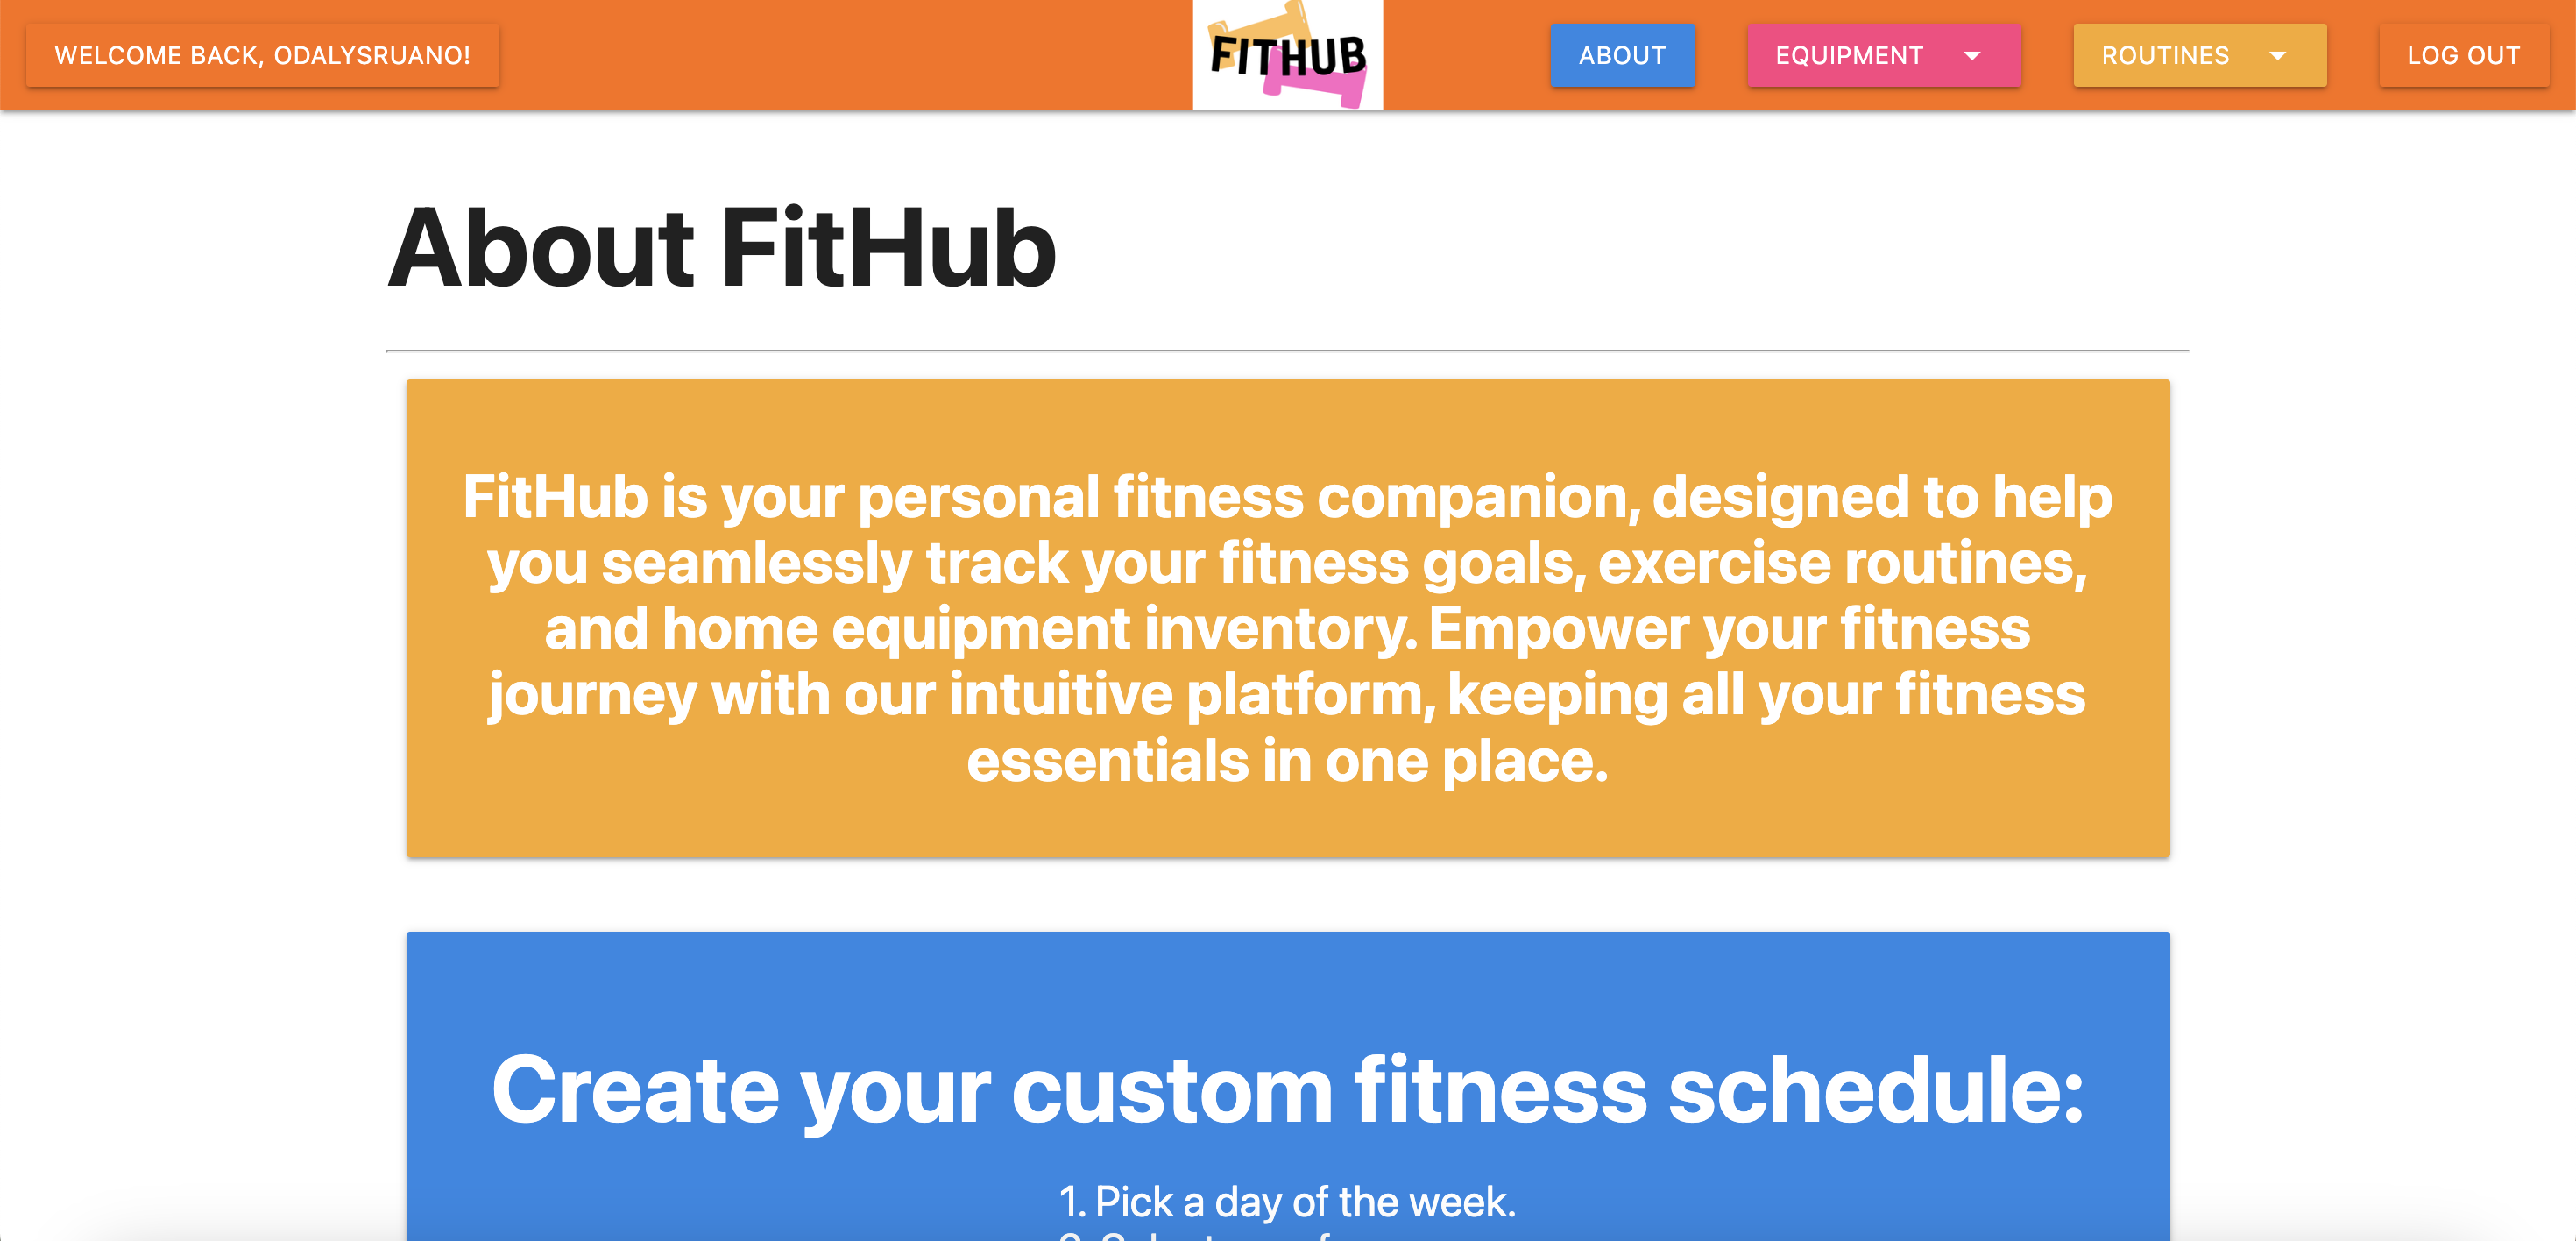 WELCOME BACK, ODALYSRUANO!
FITHUB
ABOUT
EQUIPMENT
ROUTINES
LOG OUT
About FitHub
FitHub is your personal fitness companion, designed to help
you seamlessly track your fitness goals, exercise routines,
and home equipment inventory. Empower your fitness
journey with our intuitive platform, keeping all your fitness
essentials in one place.
Create your custom fitness schedule:
1. Pick a day of the week.